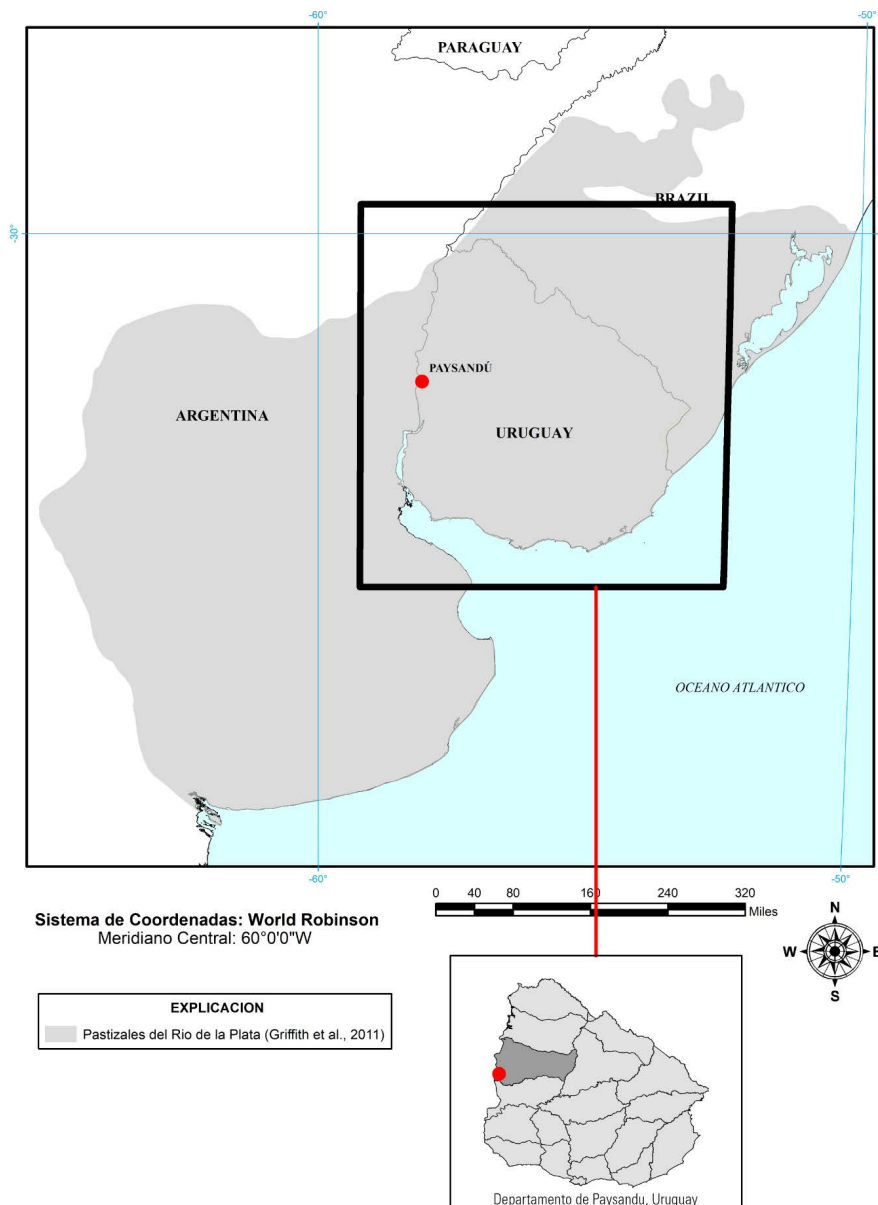 -60°
-50°
PARAGUAY
BRAZIL
-30°
PAYSANDÚ
ARGENTINA
URUGUAY
OCEANO ATLANTICO
-60°
-50°
0 40 80 160 240 320
Miles
Sistema de Coordenadas: World Robinson
Meridiano Central: 60°0'0"W
N
W E
S
EXPLICACION
Pastizales del Rio de la Plata (Griffith et al., 2011)
Departamento de Paysandu, Uruguay